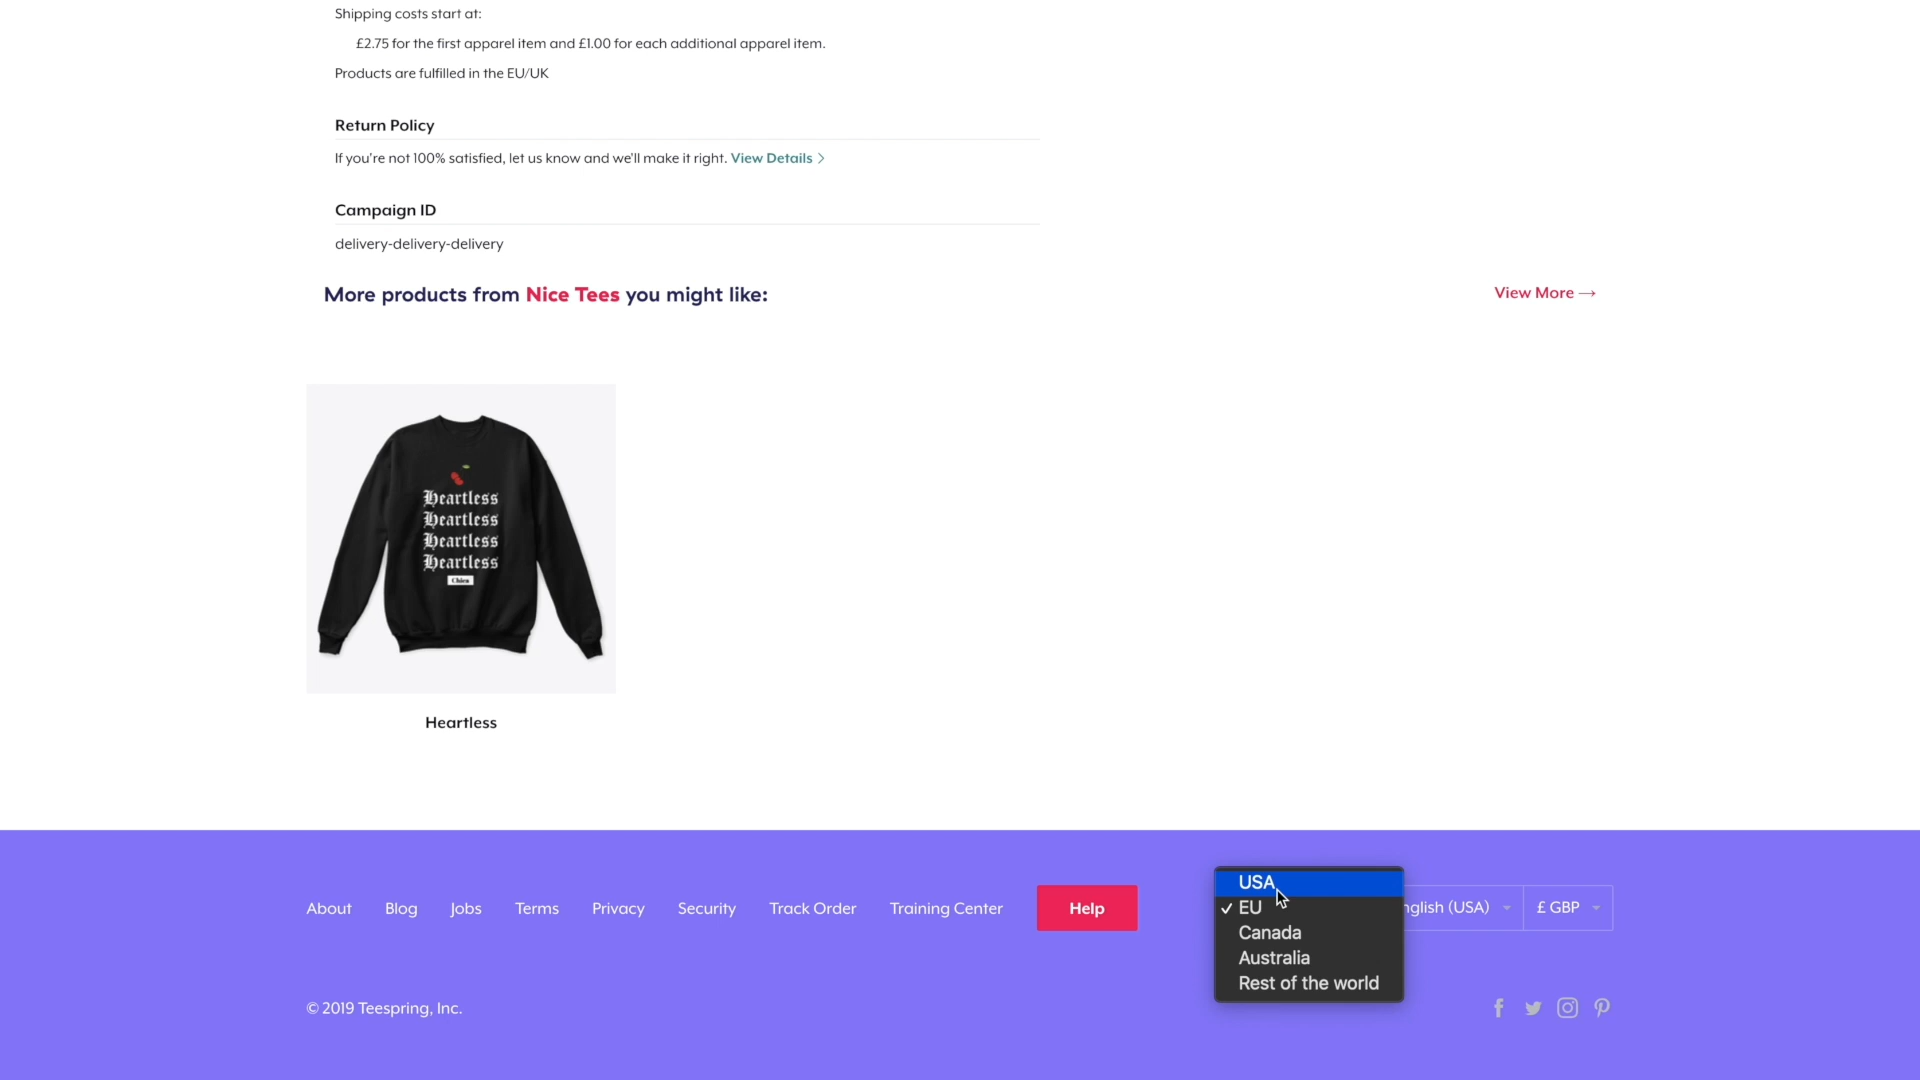 Shipping costs start at:
£2.75 for the first apparel item and £1.00 for each additional apparel item.
Products are fulfilled in the EU/UK
Return Policy
If you're not 100% satisfied, let us know and we'll make it right. View Details >
Campaign ID
delivery-delivery-delivery
More products from Nice Tees you might like:
View More →
Heartless
Heartless
Heartless
Heartless
Chica
Heartless
About Blog Jobs Terms Privacy Security Track Order Training Center Help
USA
✓ EU
Canada
Australia
Rest of the world
nglish (USA)
£ GBP
© 2019 Teespring, Inc.